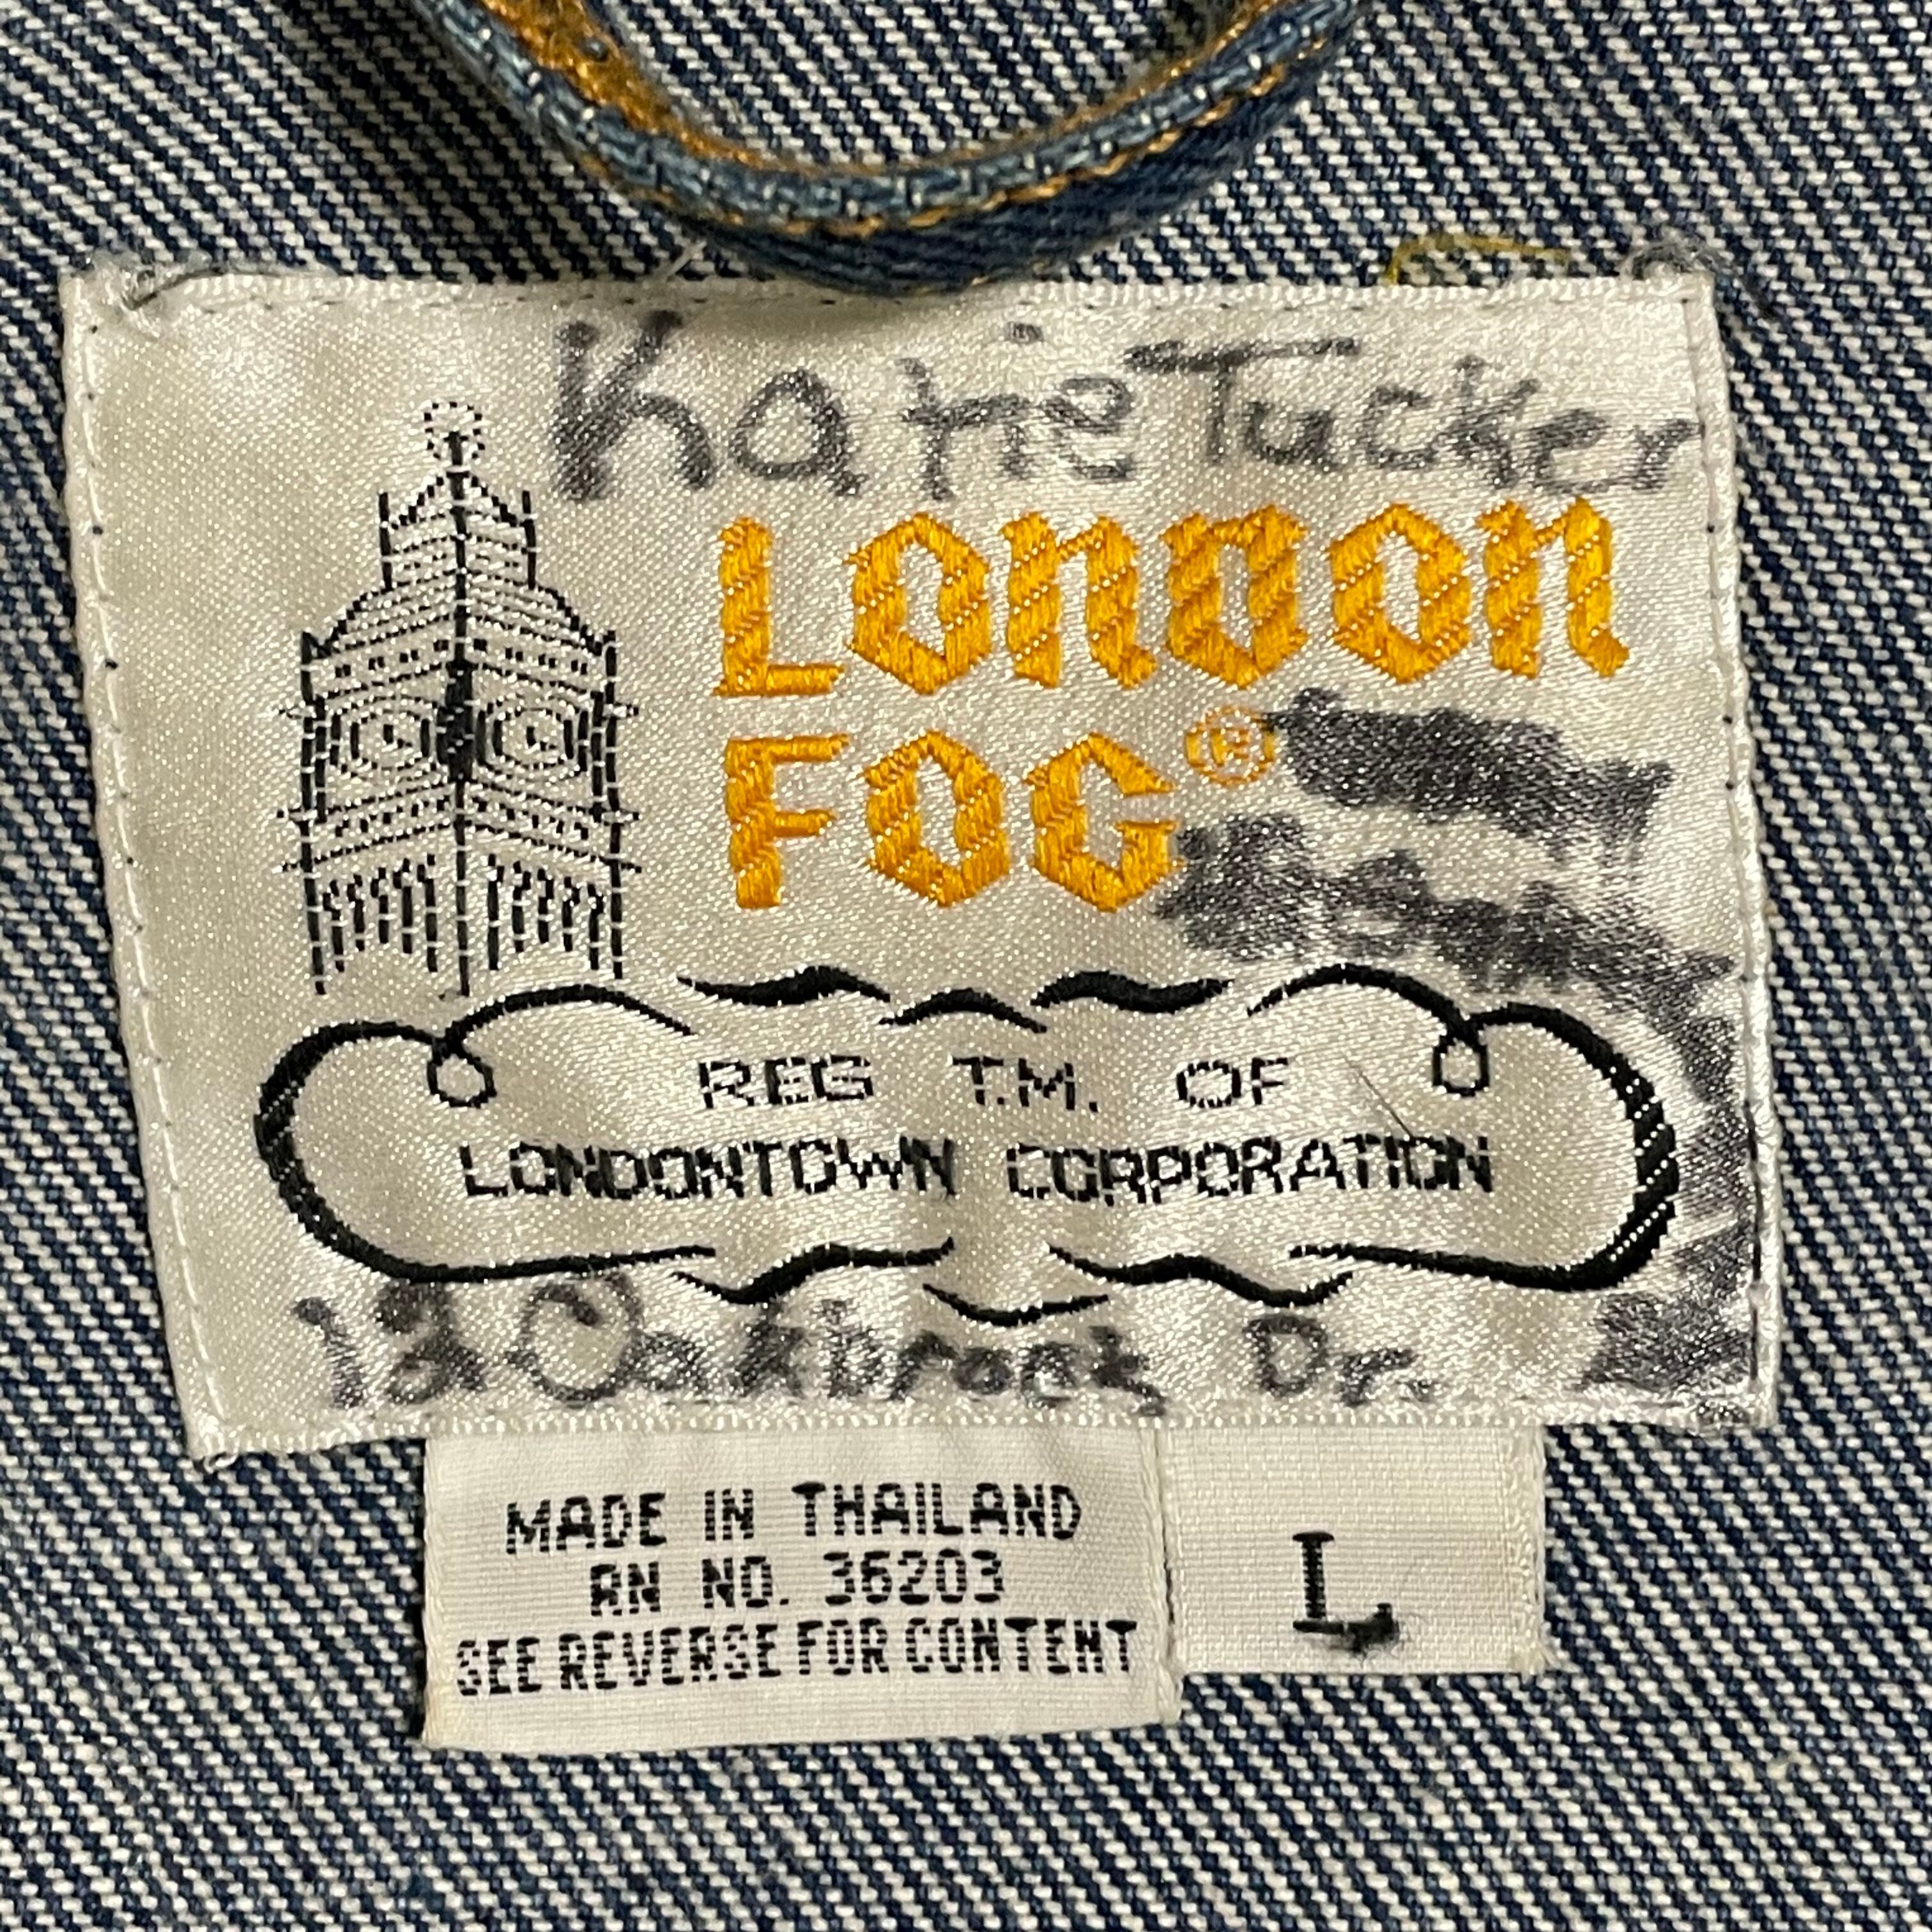 Katie Tucker
LONDON
FOG®
REG T.M. OF
LONDONTOWN CORPORATION
12 Oakbrook Dr.
MADE IN THAILAND
RN NO. 36203
SEE REVERSE FOR CONTENT
L